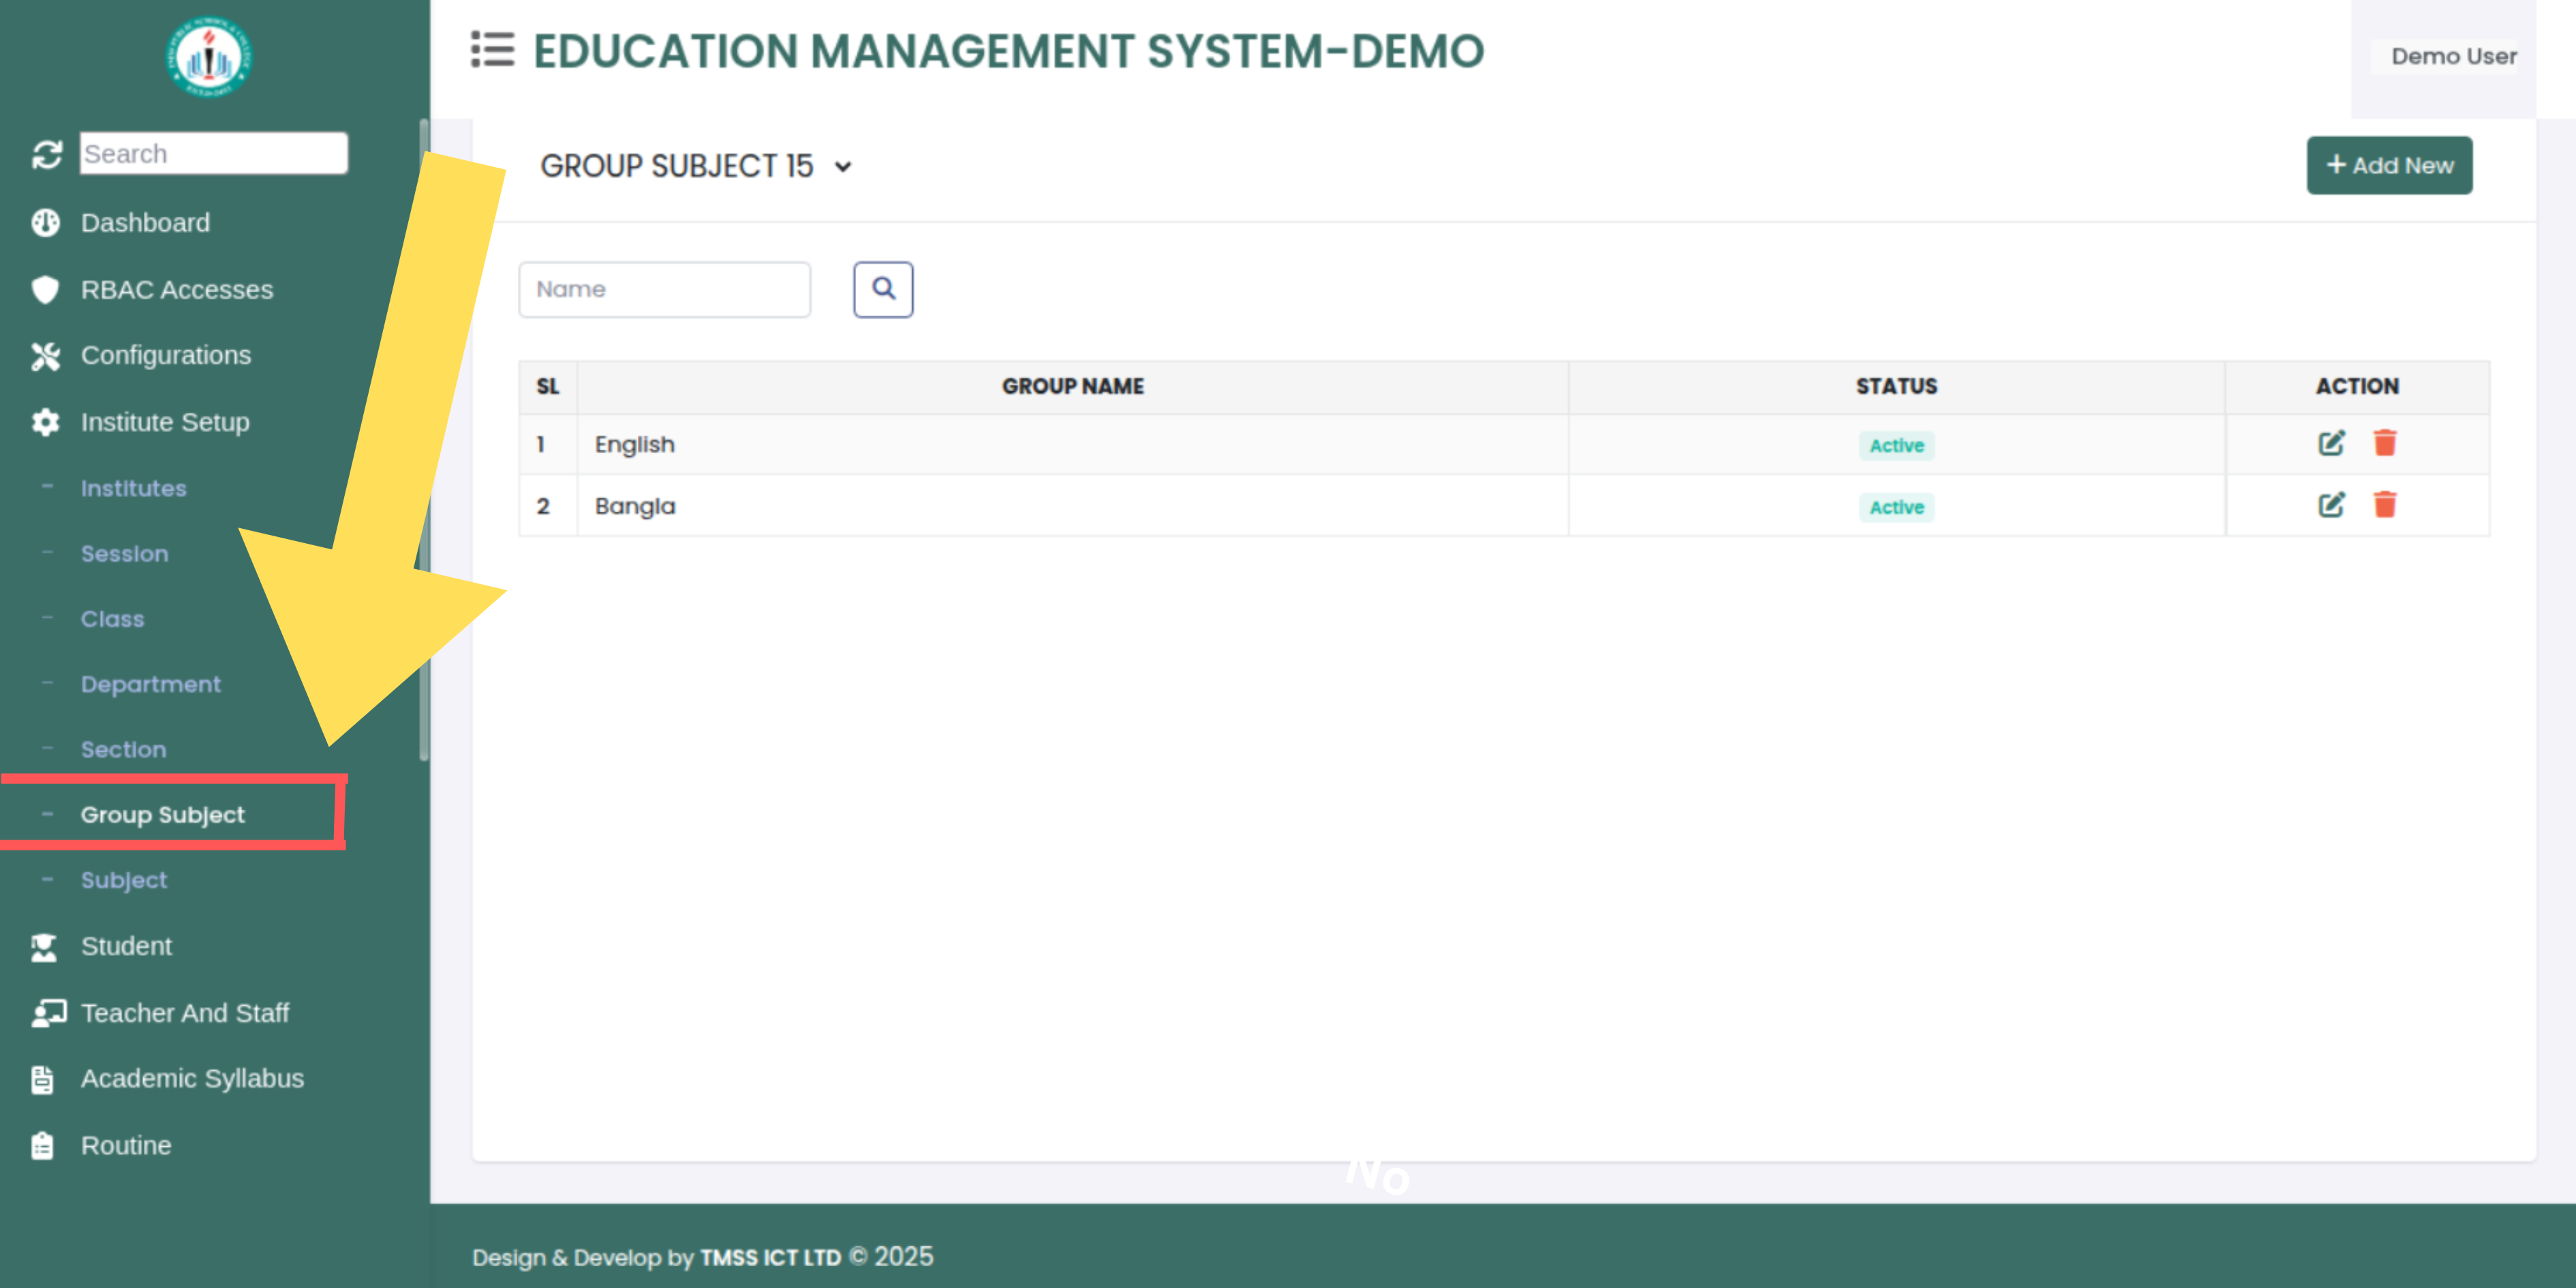 EDUCATION MANAGEMENT SYSTEM-DEMO
Demo User
Search
Dashboard
RBAC Accesses
Configurations
Institute Setup
- Institutes
- Session
- Class
- Department
- Section
- Group Subject
- Subject
Student
Teacher And Staff
Academic Syllabus
Routine
GROUP SUBJECT 15
+ Add New
Name
SL GROUP NAME STATUS ACTION
1 English Active
2 Bangla Active
No
Design & Develop by TMSS ICT LTD © 2025